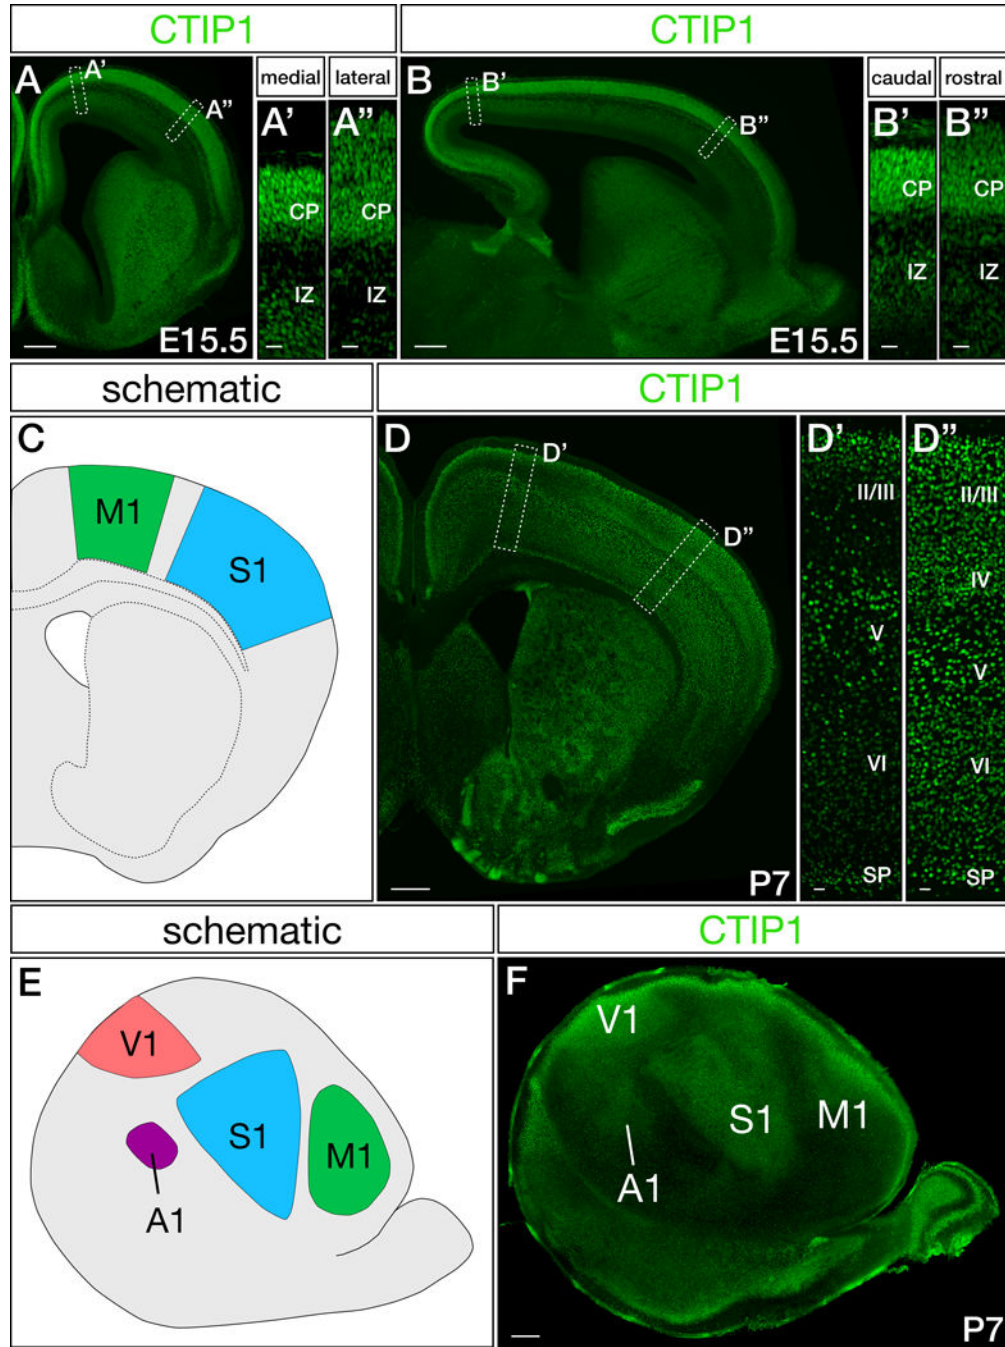 CTIP1
CTIP1
A
A'
A"
medial
lateral
A'
A"
CP
CP
IZ
IZ
E15.5
B
B'
B"
caudal
rostral
B'
B"
CP
CP
IZ
IZ
E15.5
schematic
CTIP1
C
M1
S1
D
D'
D"
P7
D'
D"
II/III
II/III
IV
V
V
VI
VI
SP
SP
schematic
CTIP1
E
V1
S1
M1
A1
F
V1
S1
M1
A1
P7